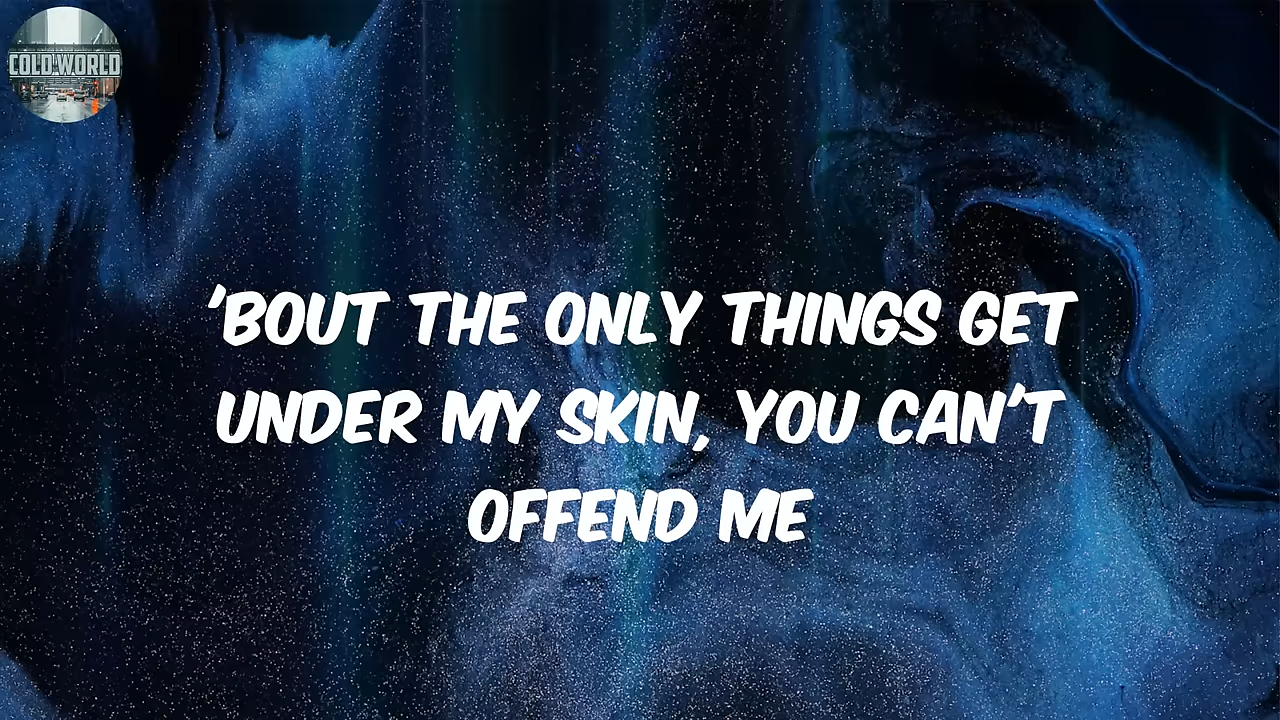 COLD WORLD
'BOUT THE ONLY THINGS GET
UNDER MY SKIN, YOU CAN'T
OFFEND ME